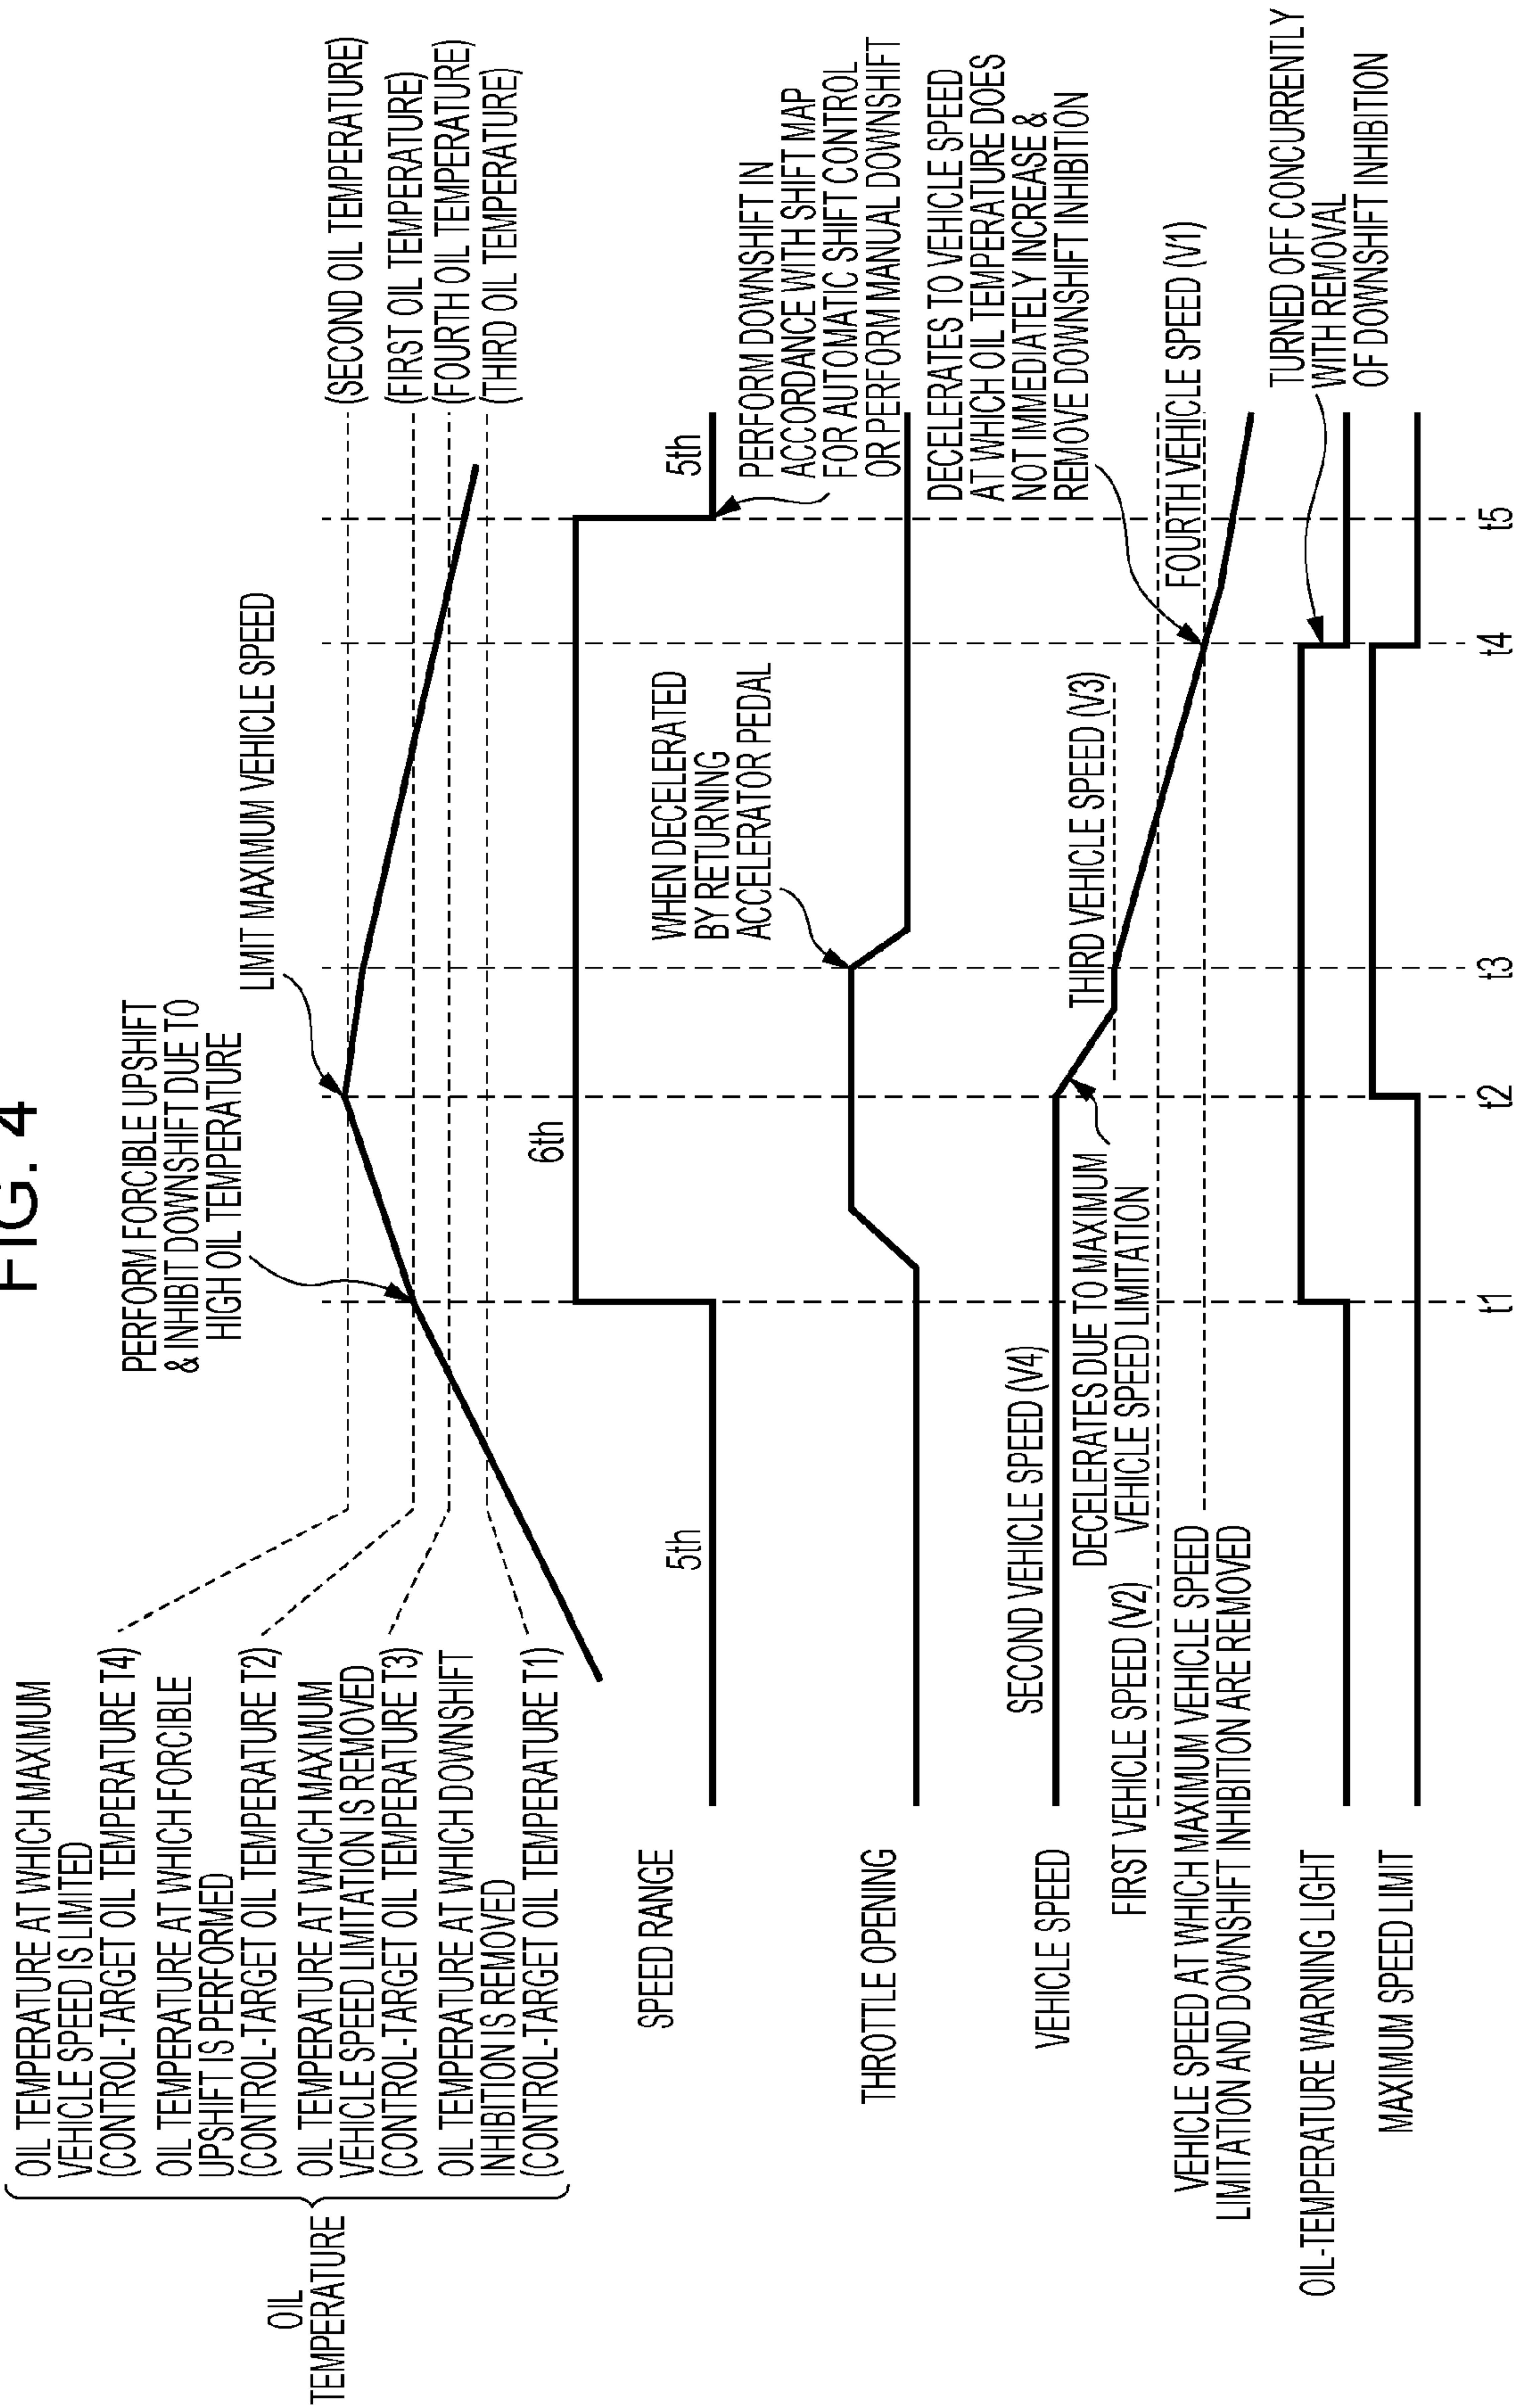 FIG. 4
OIL
TEMPERATURE
OIL TEMPERATURE AT WHICH MAXIMUM
VEHICLE SPEED IS LIMITED
(CONTROL-TARGET OIL TEMPERATURE T4)
OIL TEMPERATURE AT WHICH FORCIBLE
UPSHIFT IS PERFORMED
(CONTROL-TARGET OIL TEMPERATURE T2)
OIL TEMPERATURE AT WHICH MAXIMUM
VEHICLE SPEED LIMITATION IS REMOVED
(CONTROL-TARGET OIL TEMPERATURE T3)
OIL TEMPERATURE AT WHICH DOWNSHIFT
INHIBITION IS REMOVED
(CONTROL-TARGET OIL TEMPERATURE T1)
PERFORM FORCIBLE UPSHIFT
& INHIBIT DOWNSHIFT DUE TO
HIGH OIL TEMPERATURE
LIMIT MAXIMUM VEHICLE SPEED
(SECOND OIL TEMPERATURE)
(FIRST OIL TEMPERATURE)
(FOURTH OIL TEMPERATURE)
(THIRD OIL TEMPERATURE)
SPEED RANGE
5th
6th
5th
PERFORM DOWNSHIFT IN
ACCORDANCE WITH SHIFT MAP
FOR AUTOMATIC SHIFT CONTROL
OR PERFORM MANUAL DOWNSHIFT
THROTTLE OPENING
WHEN DECELERATED
BY RETURNING
ACCELERATOR PEDAL
VEHICLE SPEED
SECOND VEHICLE SPEED (V4)
DECELERATES DUE TO MAXIMUM
VEHICLE SPEED LIMITATION
THIRD VEHICLE SPEED (V3)
FIRST VEHICLE SPEED (V2)
DECELERATES TO VEHICLE SPEED
AT WHICH OIL TEMPERATURE DOES
NOT IMMEDIATELY INCREASE &
REMOVE DOWNSHIFT INHIBITION
FOURTH VEHICLE SPEED (V1)
VEHICLE SPEED AT WHICH MAXIMUM VEHICLE SPEED
LIMITATION AND DOWNSHIFT INHIBITION ARE REMOVED
OIL-TEMPERATURE WARNING LIGHT
TURNED OFF CONCURRENTLY
WITH REMOVAL
OF DOWNSHIFT INHIBITION
MAXIMUM SPEED LIMIT
t1
t2
t3
t4
t5